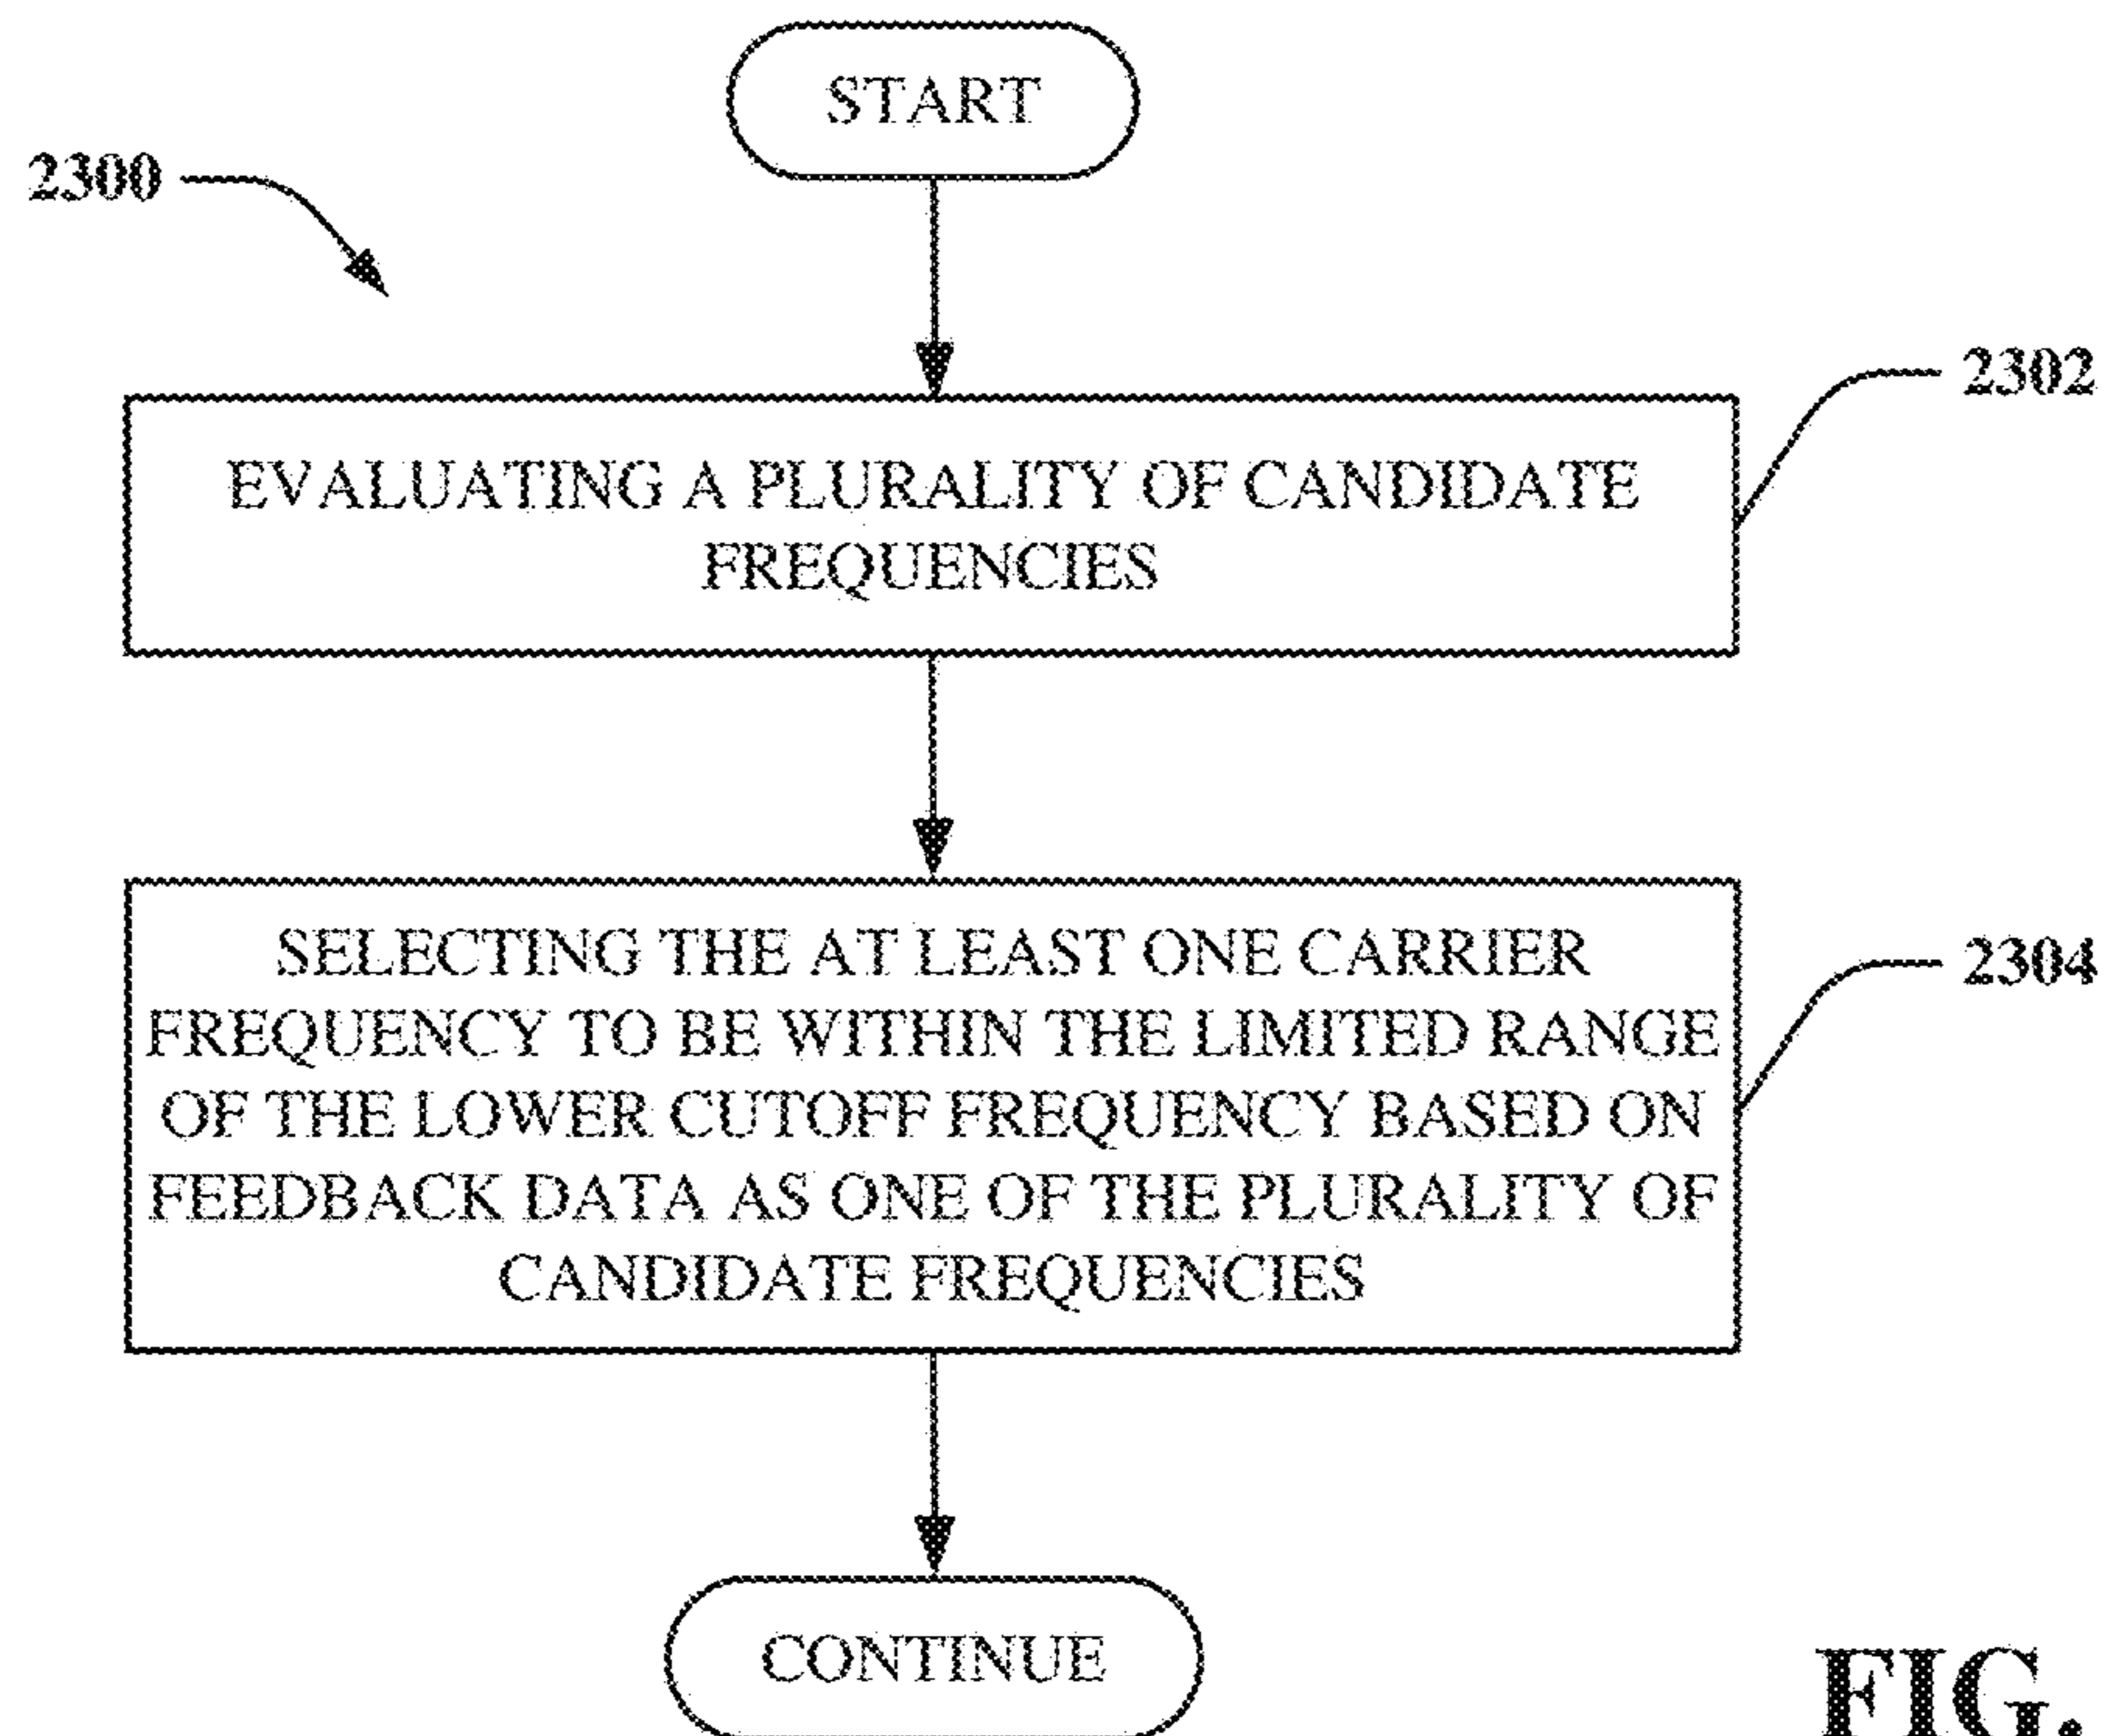 START
2300
2302
EVALUATING A PLURALITY OF CANDIDATE
FREQUENCIES
SELECTING THE AT LEAST ONE CARRIER
2304
FREQUENCY TO BE WITHIN THE LIMITED RANGE
OF THE LOWER CUTOFF FREQUENCY BASED ON
FEEDBACK DATA AS ONE OF THE PLURALITY OF
CANDIDATE FREQUENCIES
CONTINUE
FIG.